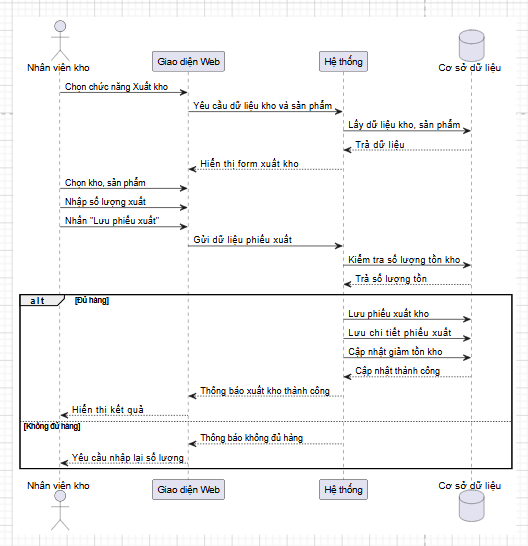 Nhân viên kho
Giao diện Web
Hệ thống
Cơ sở dữ liệu
Chọn chức năng Xuất kho
Yêu cầu dữ liệu kho và sản phẩm
Lấy dữ liệu kho, sản phẩm
Trả dữ liệu
Hiển thị form xuất kho
Chọn kho, sản phẩm
Nhập số lượng xuất
Nhấn "Lưu phiếu xuất"
Gửi dữ liệu phiếu xuất
Kiểm tra số lượng tồn kho
Trả số lượng tồn
alt [Đủ hàng]
Lưu phiếu xuất kho
Lưu chi tiết phiếu xuất
Cập nhật giảm tồn kho
Cập nhật thành công
Thông báo xuất kho thành công
Hiển thị kết quả
[Không đủ hàng]
Thông báo không đủ hàng
Yêu cầu nhập lại số lượng
Nhân viên kho
Giao diện Web
Hệ thống
Cơ sở dữ liệu